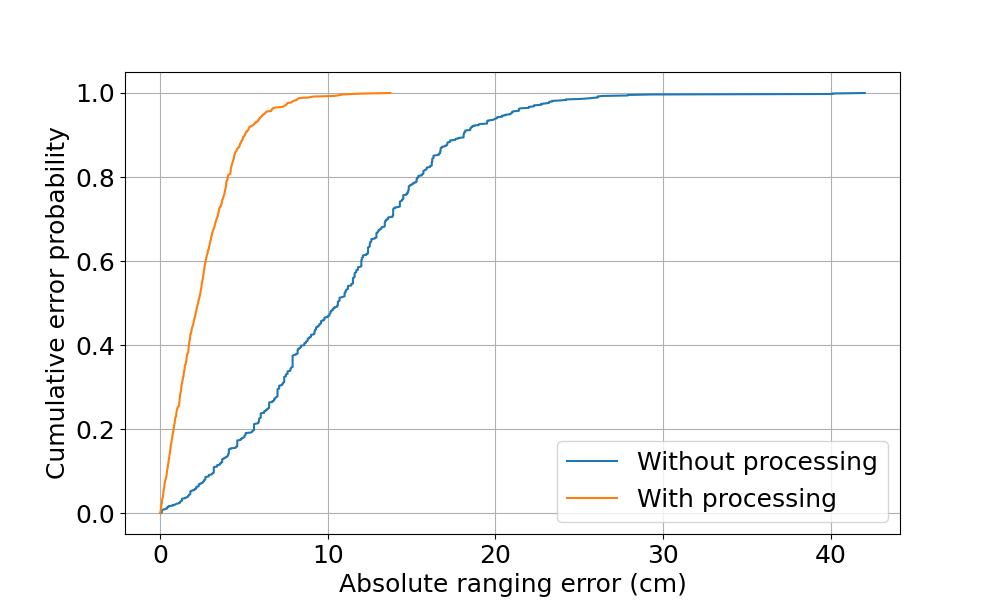 1.0
0.8
0.6
0.4
0.2
0.0
Cumulative error probability
0 10 20 30 40
Absolute ranging error (cm)
Without processing
With processing